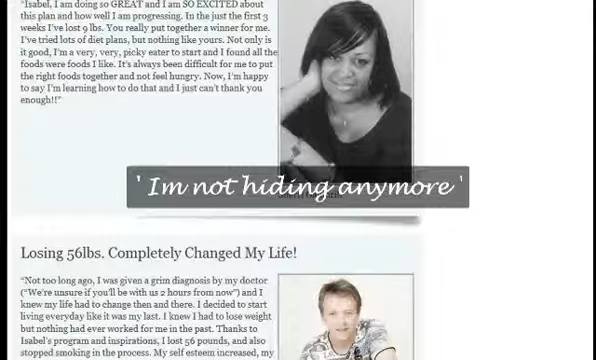 "Isabel, I am doing so GREAT and I am SO EXCITED about
this plan and how well I am progressing. In the just the first 3
weeks I've lost 9 lbs. You really put together a winner for me.
I've tried lots of diet plans, but nothing like yours. Not only is
it good, I'm a very, very, picky eater to start and I found all the
foods were foods I like. It's always been difficult for me to put
the right foods together and not feel hungry. Now, I'm happy
to say I'm learning how to do that and I just can't thank you
enough!!"
' Im not hiding anymore '
Losing 56lbs. Completely Changed My Life!
"Not too long ago, I was given a grim diagnosis by my doctor
("We're unsure if you'll be with us 2 hours from now") and I
knew my life had to change then and there. I decided to start
living everyday like it was my last. I knew I had to lose weight
but nothing had ever worked for me in the past. Thanks to
Isabel's program and inspirations, I lost 56 pounds, and also
stopped smoking in the process. My self esteem increased, my